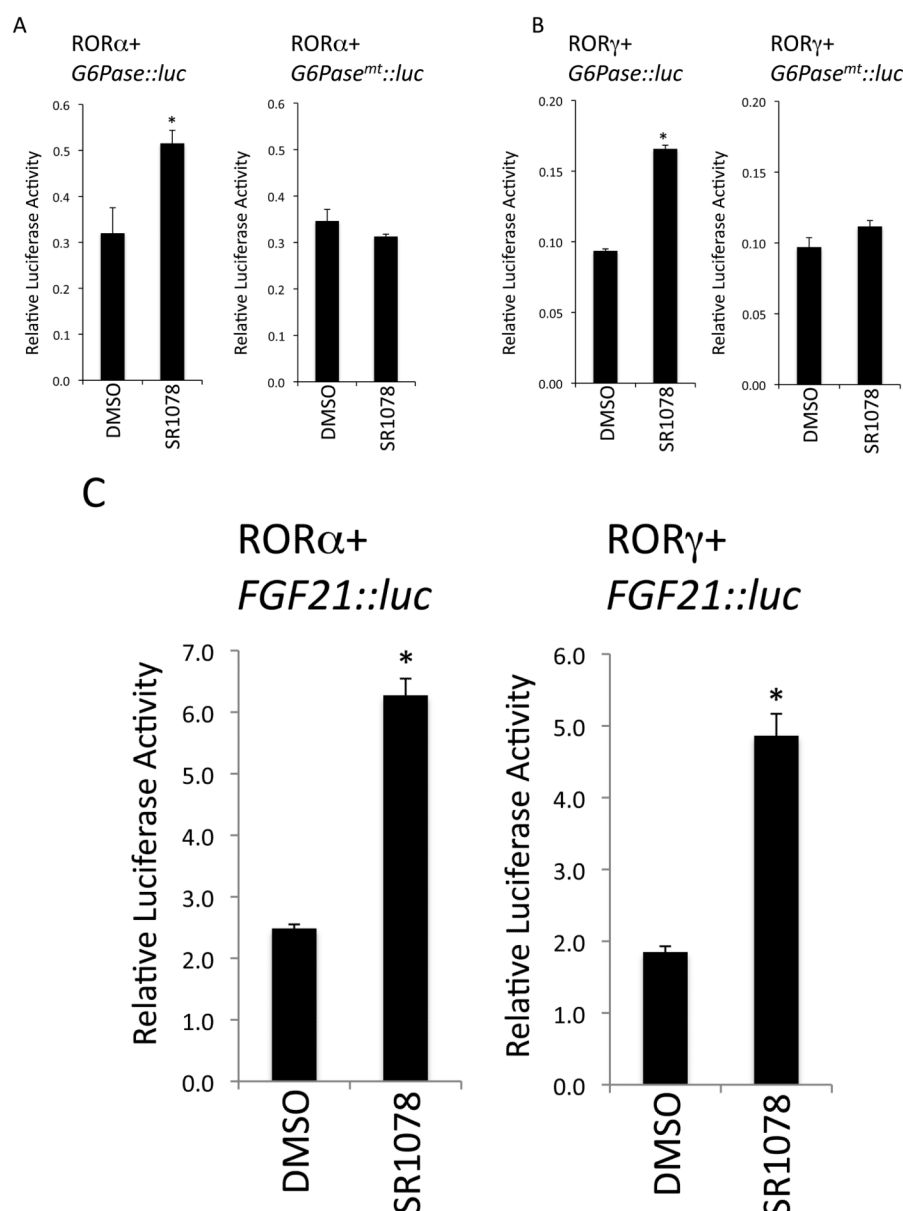 A
RORα+
G6Pase::luc
Relative Luciferase Activity
0.6
0.5
0.4
0.3
0.2
0.1
0.0
*
DMSO
SR1078
RORα+
G6Pase^mt::luc
Relative Luciferase Activity
0.6
0.5
0.4
0.3
0.2
0.1
0.0
DMSO
SR1078
B
RORγ+
G6Pase::luc
Relative Luciferase Activity
0.20
0.15
0.10
0.05
0.00
*
DMSO
SR1078
RORγ+
G6Pase^mt::luc
Relative Luciferase Activity
0.20
0.15
0.10
0.05
0.00
DMSO
SR1078
C
RORα+
FGF21::luc
Relative Luciferase Activity
7.0
6.0
5.0
4.0
3.0
2.0
1.0
0.0
*
DMSO
SR1078
RORγ+
FGF21::luc
Relative Luciferase Activity
6.0
5.0
4.0
3.0
2.0
1.0
0.0
*
DMSO
SR1078